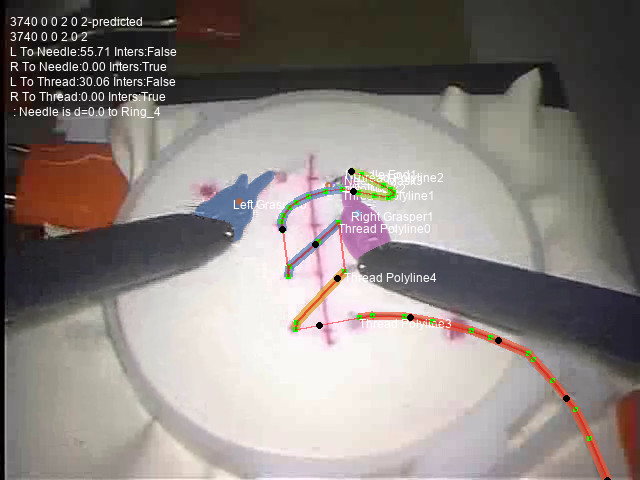 3740 0 0 2 0 2-predicted
3740 0 0 2 0 2
L To Needle:55.71 Inters:False
R To Needle:0.00 Inters:True
L To Thread:30.06 Inters:False
R To Thread:0.00 Inters:True
: Needle is d=0.0 to Ring_4
Thread Polyline2
Thread Polyline1
Left Gras
Right Grasper1
Thread Polyline0
Thread Polyline4
Thread Polyline3